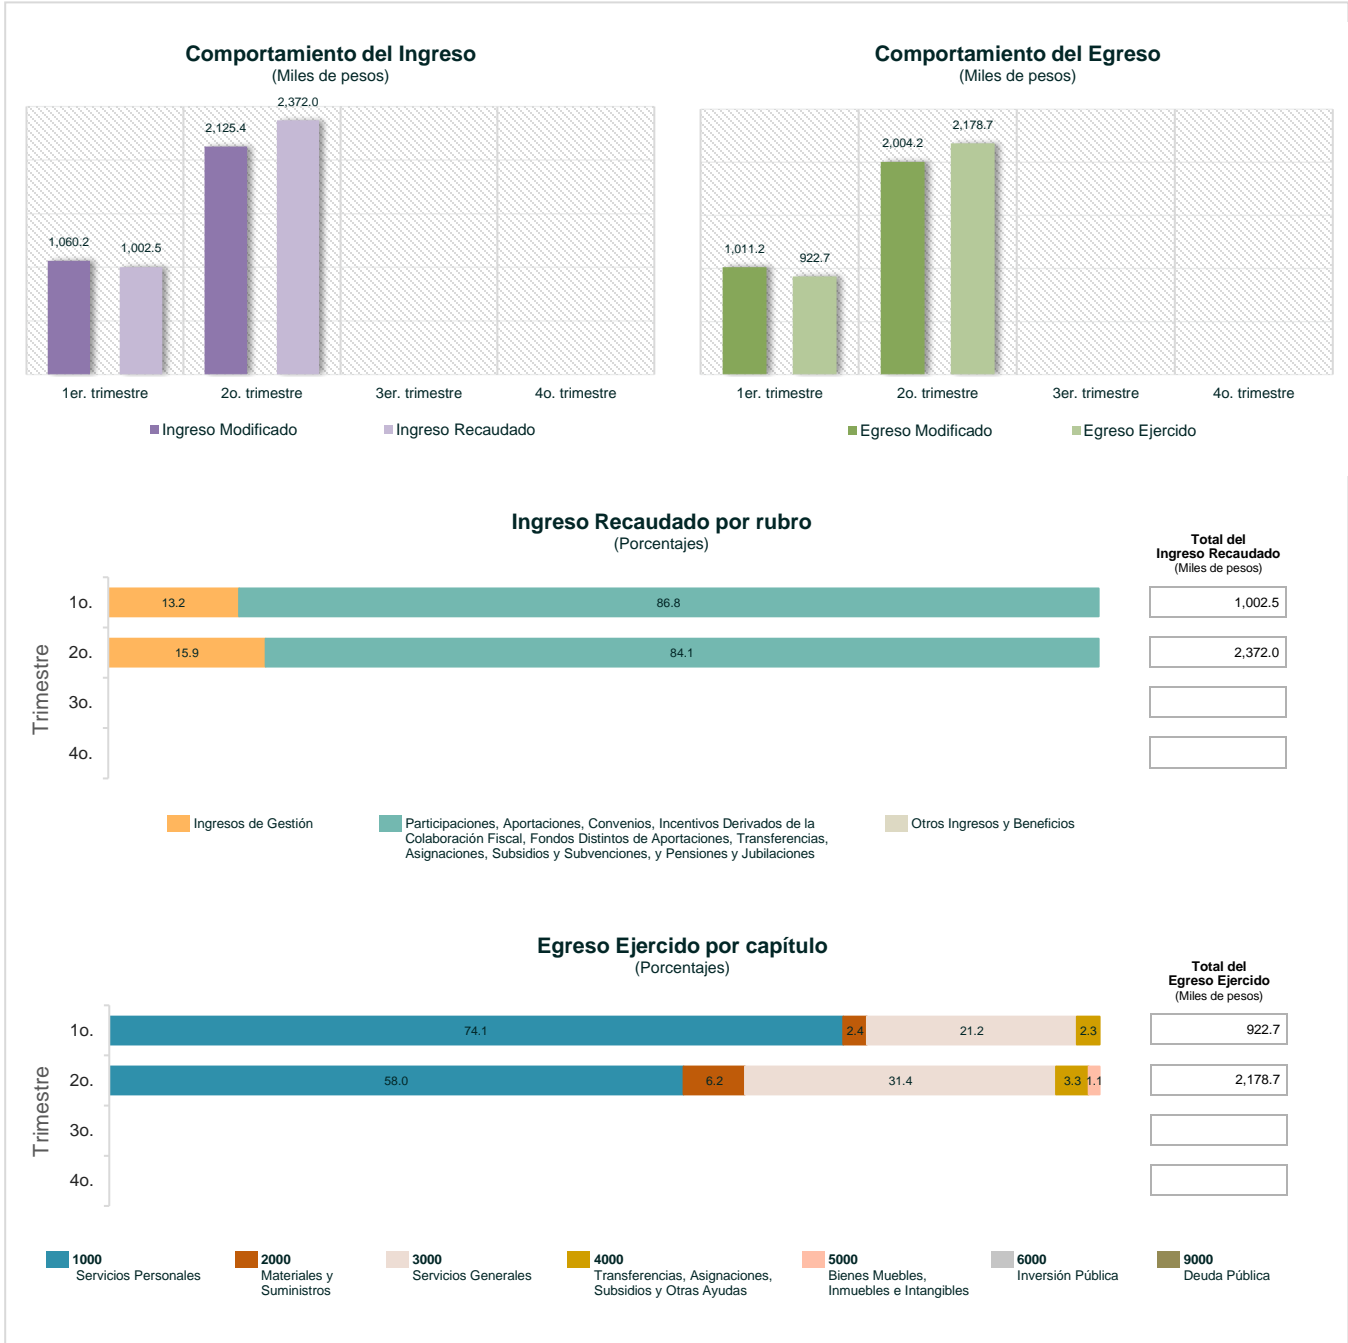 Comportamiento del Ingreso
(Miles de pesos)
1,060.2
1,002.5
2,125.4
2,372.0
1er. trimestre
2o. trimestre
3er. trimestre
4o. trimestre
Ingreso Modificado
Ingreso Recaudado
Comportamiento del Egreso
(Miles de pesos)
1,011.2
922.7
2,004.2
2,178.7
1er. trimestre
2o. trimestre
3er. trimestre
4o. trimestre
Egreso Modificado
Egreso Ejercido
Ingreso Recaudado por rubro
(Porcentajes)
Total del
Ingreso Recaudado
(Miles de pesos)
Trimestre
1o.
13.2
86.8
1,002.5
2o.
15.9
84.1
2,372.0
3o.
4o.
Ingresos de Gestión
Participaciones, Aportaciones, Convenios, Incentivos Derivados de la
Colaboración Fiscal, Fondos Distintos de Aportaciones, Transferencias,
Asignaciones, Subsidios y Subvenciones, y Pensiones y Jubilaciones
Otros Ingresos y Beneficios
Egreso Ejercido por capítulo
(Porcentajes)
Total del
Egreso Ejercido
(Miles de pesos)
Trimestre
1o.
74.1
2.4
21.2
2.3
922.7
2o.
58.0
6.2
31.4
3.3
1.1
2,178.7
3o.
4o.
1000
Servicios Personales
2000
Materiales y
Suministros
3000
Servicios Generales
4000
Transferencias, Asignaciones,
Subsidios y Otras Ayudas
5000
Bienes Muebles,
Inmuebles e Intangibles
6000
Inversión Pública
9000
Deuda Pública